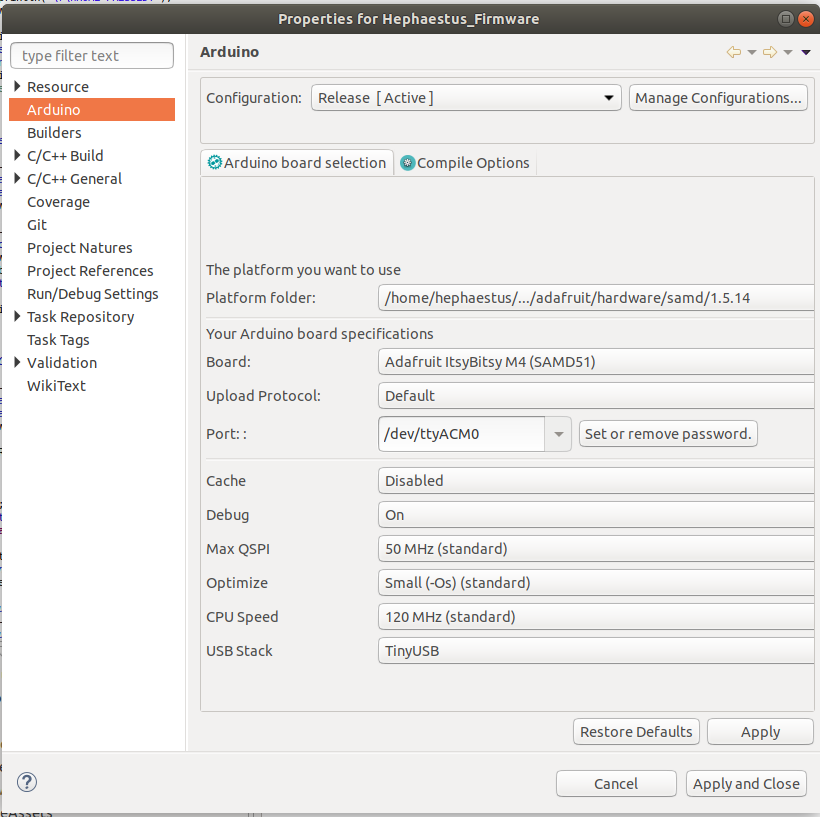 Properties for Hephaestus_Firmware
type filter text
Resource
Arduino
Builders
C/C++ Build
C/C++ General
Coverage
Git
Project Natures
Project References
Run/Debug Settings
Task Repository
Task Tags
Validation
WikiText
Arduino
Configuration: Release [ Active ] Manage Configurations...
Arduino board selection Compile Options
The platform you want to use
Platform folder: /home/hephaestus/.../adafruit/hardware/samd/1.5.14
Your Arduino board specifications
Board: Adafruit ItsyBitsy M4 (SAMD51)
Upload Protocol: Default
Port: : /dev/ttyACM0 Set or remove password.
Cache Disabled
Debug On
Max QSPI 50 MHz (standard)
Optimize Small (-Os) (standard)
CPU Speed 120 MHz (standard)
USB Stack TinyUSB
Restore Defaults Apply
Cancel Apply and Close